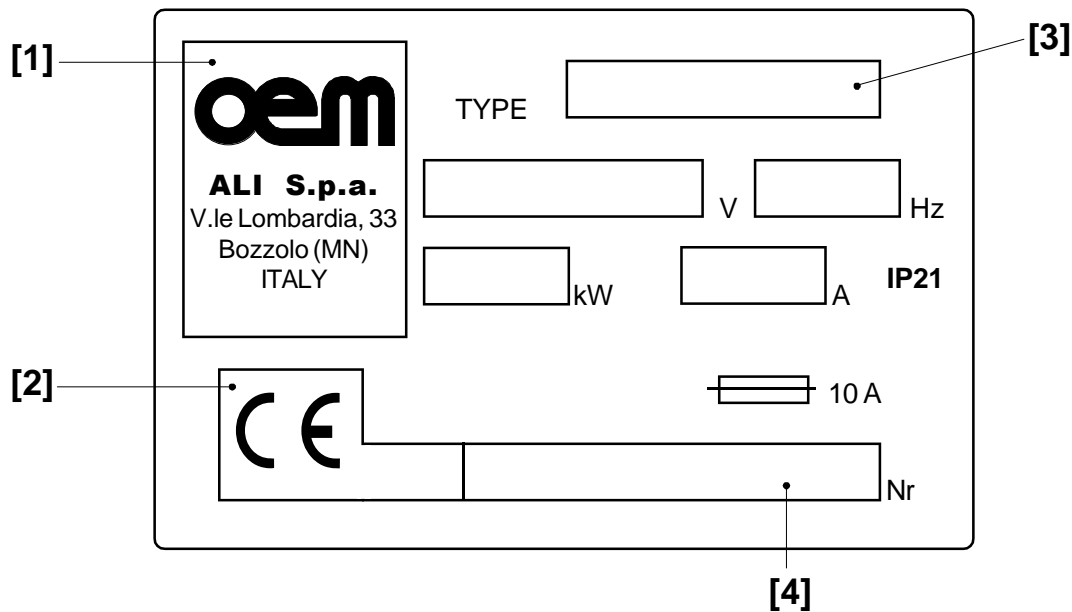 [1]
[3]
oem
TYPE
ALI S.p.a.
V.le Lombardia, 33
Bozzolo (MN)
ITALY
V
Hz
kW
A
IP21
[2]
CE
10 A
Nr
[4]